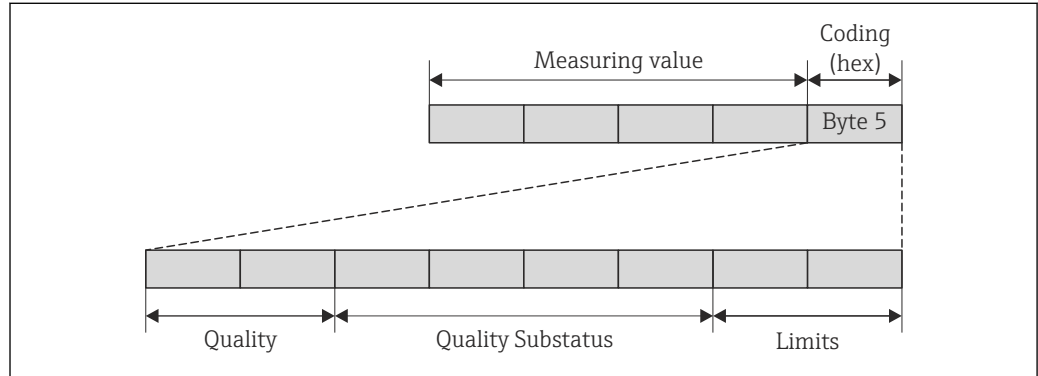 Coding
Measuring value
(hex)
Byte 5
Quality
Quality Substatus
Limits